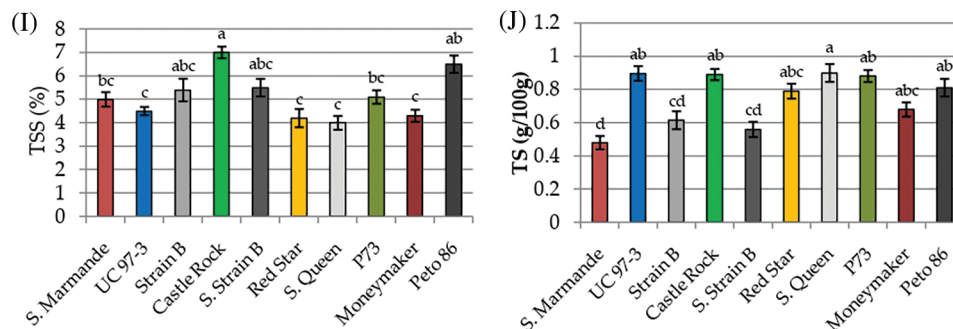 (I)
TSS (%)
8
7
6
5
4
3
2
1
0
bc
c
abc
a
abc
c
c
bc
c
ab
S. Marmande
UC 97-3
Strain B
Castle Rock
S. Strain B
Red Star
S. Queen
P73
Moneymaker
Peto 86
(J)
TS (g/100g)
1.2
1
0.8
0.6
0.4
0.2
0
d
ab
cd
ab
cd
abc
a
ab
abc
ab
S. Marmande
UC 97-3
Strain B
Castle Rock
S. Strain B
Red Star
S. Queen
P73
Moneymaker
Peto 86